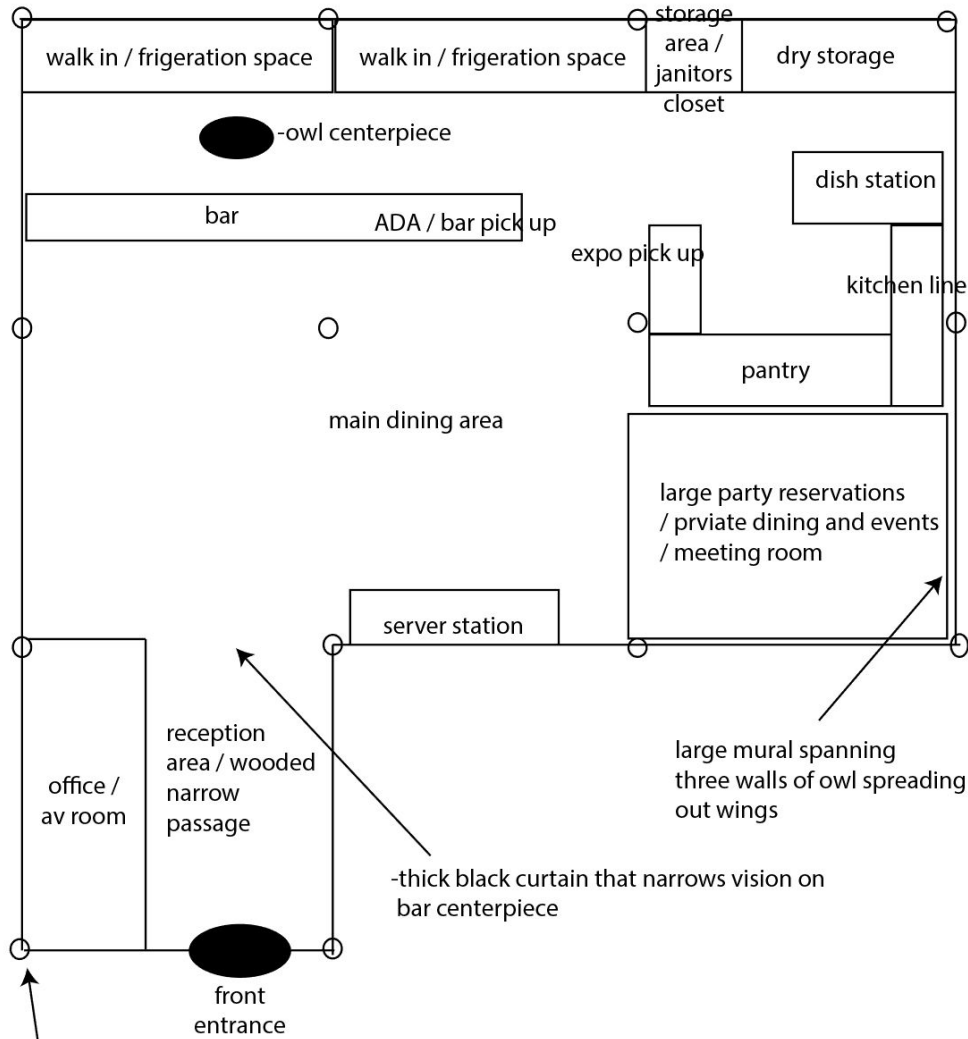 walk in / frigeration space
walk in / frigeration space
storage
area /
janitors
closet
dry storage
-owl centerpiece
dish station
bar
ADA / bar pick up
expo pick up
kitchen line
pantry
main dining area
large party reservations
/ prviate dining and events
/ meeting room
server station
reception
area / wooded
narrow
passage
office /
av room
large mural spanning
three walls of owl spreading
out wings
-thick black curtain that narrows vision on
bar centerpiece
front
entrance